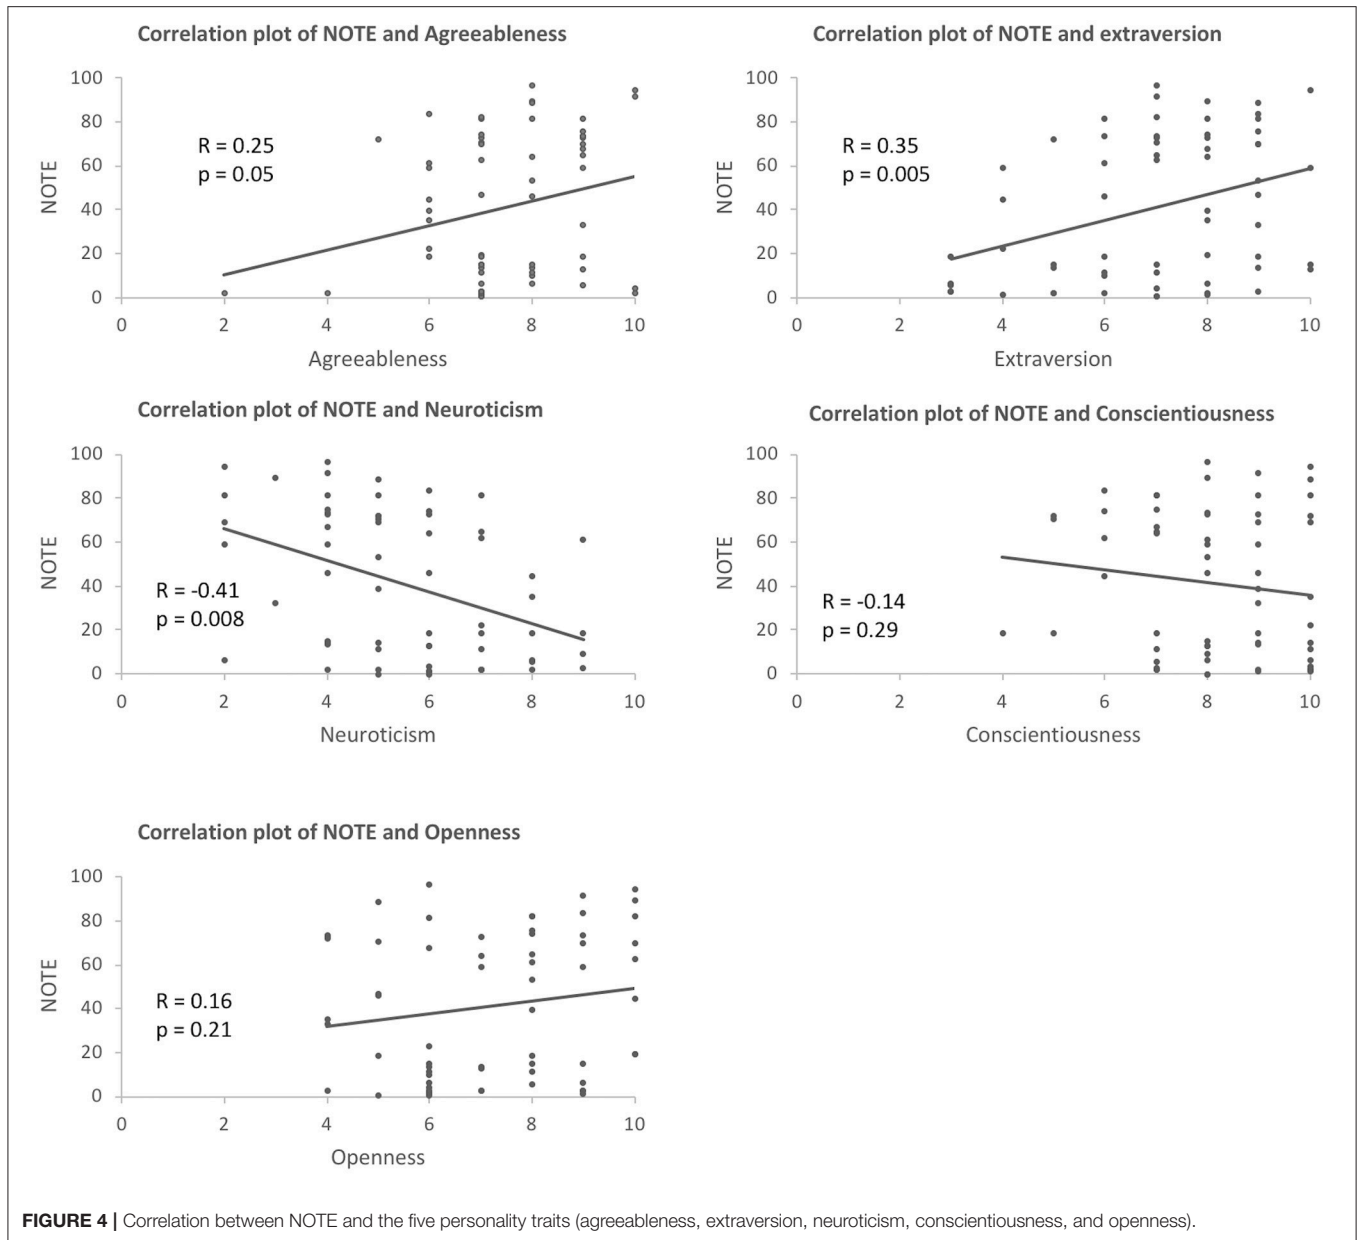 Correlation plot of NOTE and Agreeableness
100
80
60
40
20
0
NOTE
R = 0.25
p = 0.05
0 2 4 6 8 10
Agreeableness
Correlation plot of NOTE and extraversion
100
80
60
40
20
0
NOTE
R = 0.35
p = 0.005
0 2 4 6 8 10
Extraversion
Correlation plot of NOTE and Neuroticism
100
80
60
40
20
0
NOTE
R = -0.41
p = 0.008
0 2 4 6 8 10
Neuroticism
Correlation plot of NOTE and Conscientiousness
100
80
60
40
20
0
NOTE
R = -0.14
p = 0.29
0 2 4 6 8 10
Conscientiousness
Correlation plot of NOTE and Openness
100
80
60
40
20
0
NOTE
R = 0.16
p = 0.21
0 2 4 6 8 10
Openness
FIGURE 4 | Correlation between NOTE and the five personality traits (agreeableness, extraversion, neuroticism, conscientiousness, and openness).